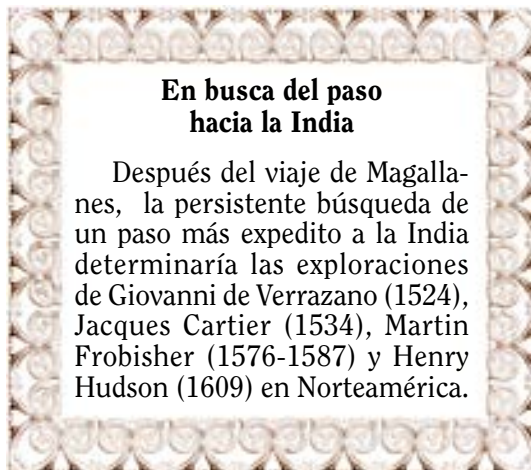 En busca del paso
hacia la India
Después del viaje de Magalla-
nes, la persistente búsqueda de
un paso más expedito a la India
determinaría las exploraciones
de Giovanni de Verrazano (1524),
Jacques Cartier (1534), Martin
Frobisher (1576-1587) y Henry
Hudson (1609) en Norteamérica.